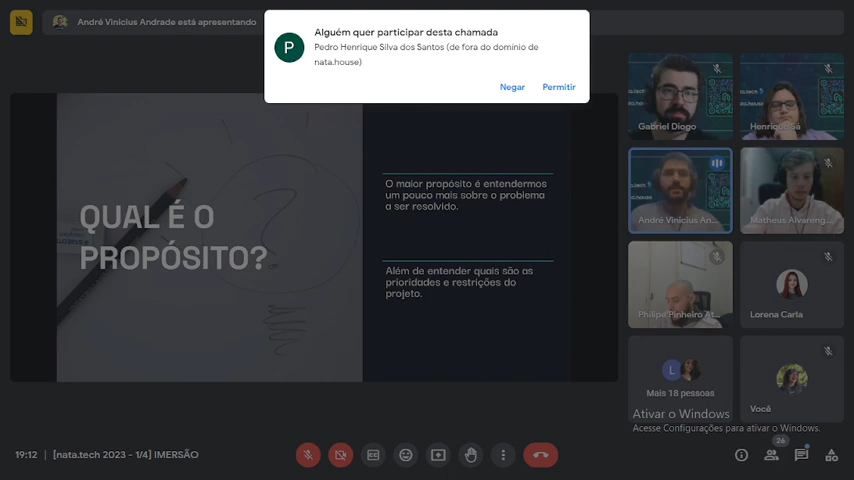 André Vinicius Andrade está apresentando
Alguém quer participar desta chamada
P
Pedro Henrique Silva dos Santos (de fora do domínio de
nata.house)
Negar
Permitir
QUAL É O
PROPÓSITO?
O maior propósito é entendermos
um pouco mais sobre o problema
a ser resolvido.
Além de entender quais são as
prioridades e restrições do
projeto.
Gabriel Diogo
Henrique Sá
André Vinicius An...
Matheus Alvareng...
Philipe Pinheiro At...
Lorena Carla
L
Mais 18 pessoas
Você
Ativar o Windows
Acesse Configurações para ativar o Windows.
19:12 | [nata.tech 2023 - 1/4] IMERSÃO
26